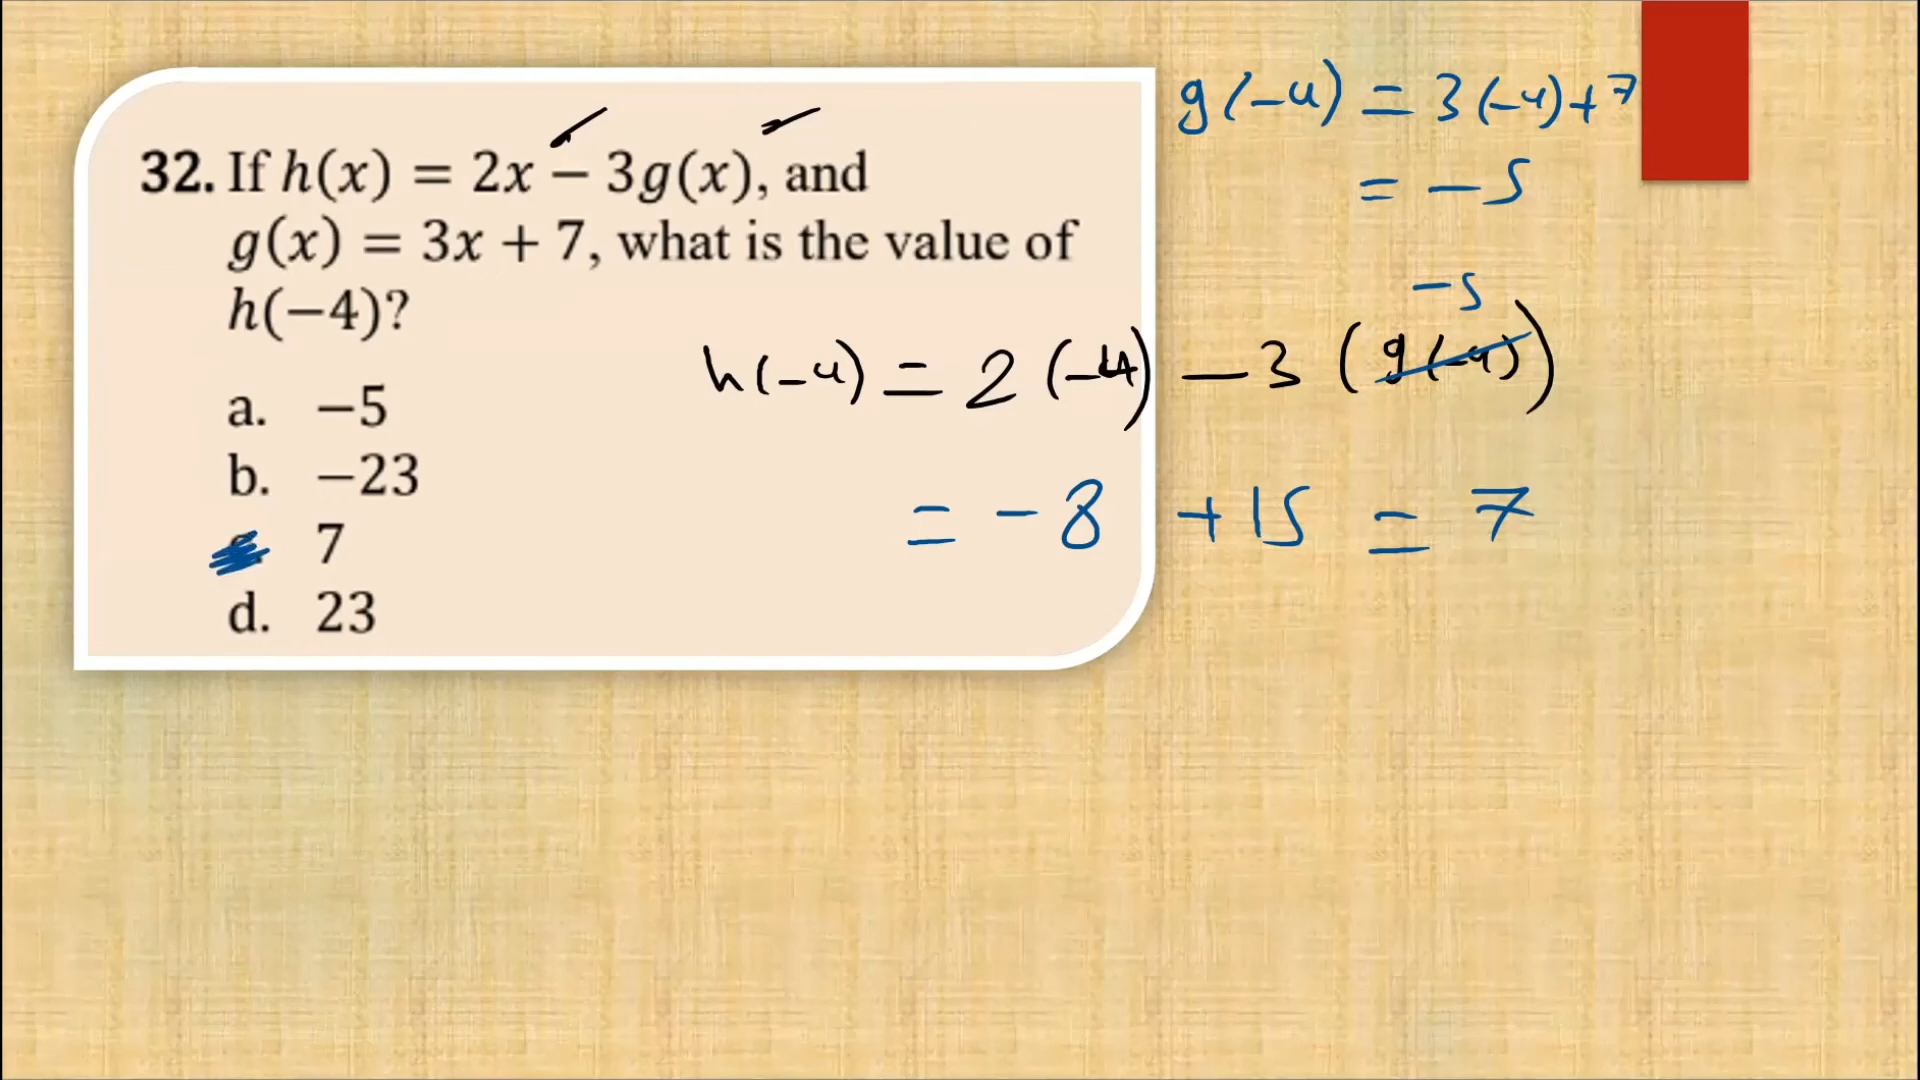 32. If h(x) = 2x − 3g(x), and
g(x) = 3x + 7, what is the value of
h(−4)?
a. −5
b. −23
7
d. 23
g(-4) = 3(-4)+7
= -5
-5
h(-4) = 2(-4) - 3(g(-4))
= -8 +15 = 7